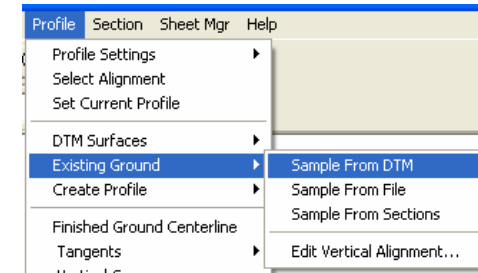 Profile Section Sheet Mgr Help
Profile Settings
Select Alignment
Set Current Profile
DTM Surfaces
Existing Ground
Sample From DTM
Create Profile
Sample From File
Sample From Sections
Finished Ground Centerline
Tangents
Edit Vertical Alignment...